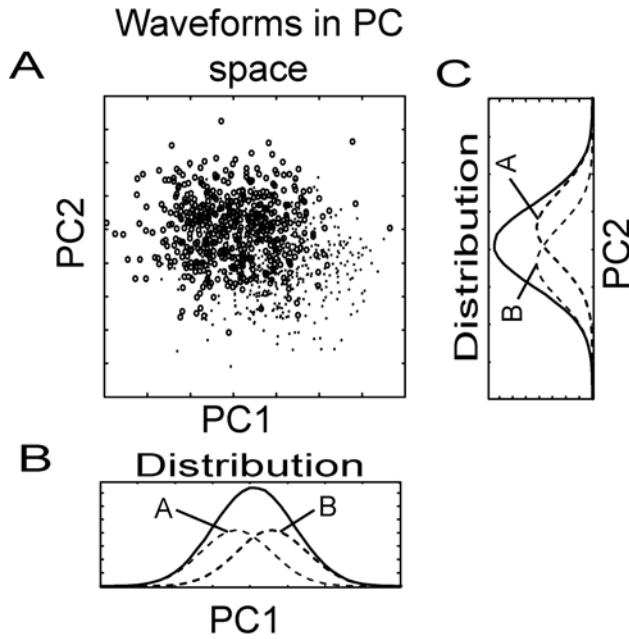 Waveforms in PC
space
A
PC2
PC1
C
Distribution
A
B
PC2
B
Distribution
A
B
PC1